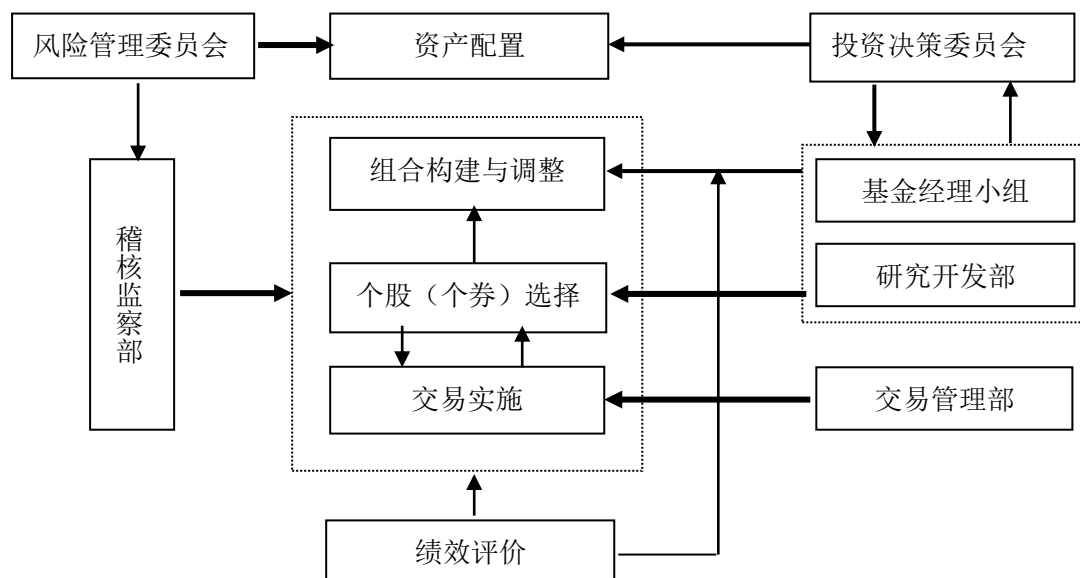 风险管理委员会
资产配置
投资决策委员会
组合构建与调整
基金经理小组
稽核监察部
个股（个券）选择
研究开发部
交易实施
交易管理部
绩效评价